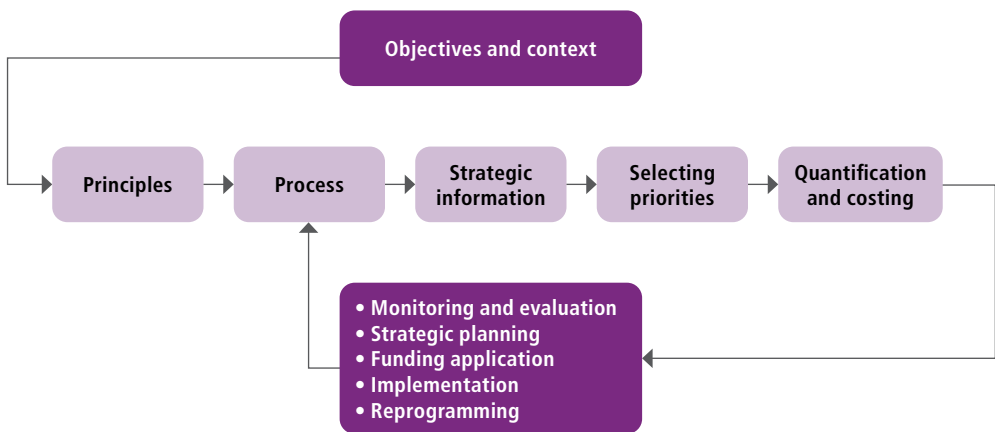 Objectives and context
Principles
Process
Strategic
information
Selecting
priorities
Quantification
and costing
• Monitoring and evaluation
• Strategic planning
• Funding application
• Implementation
• Reprogramming